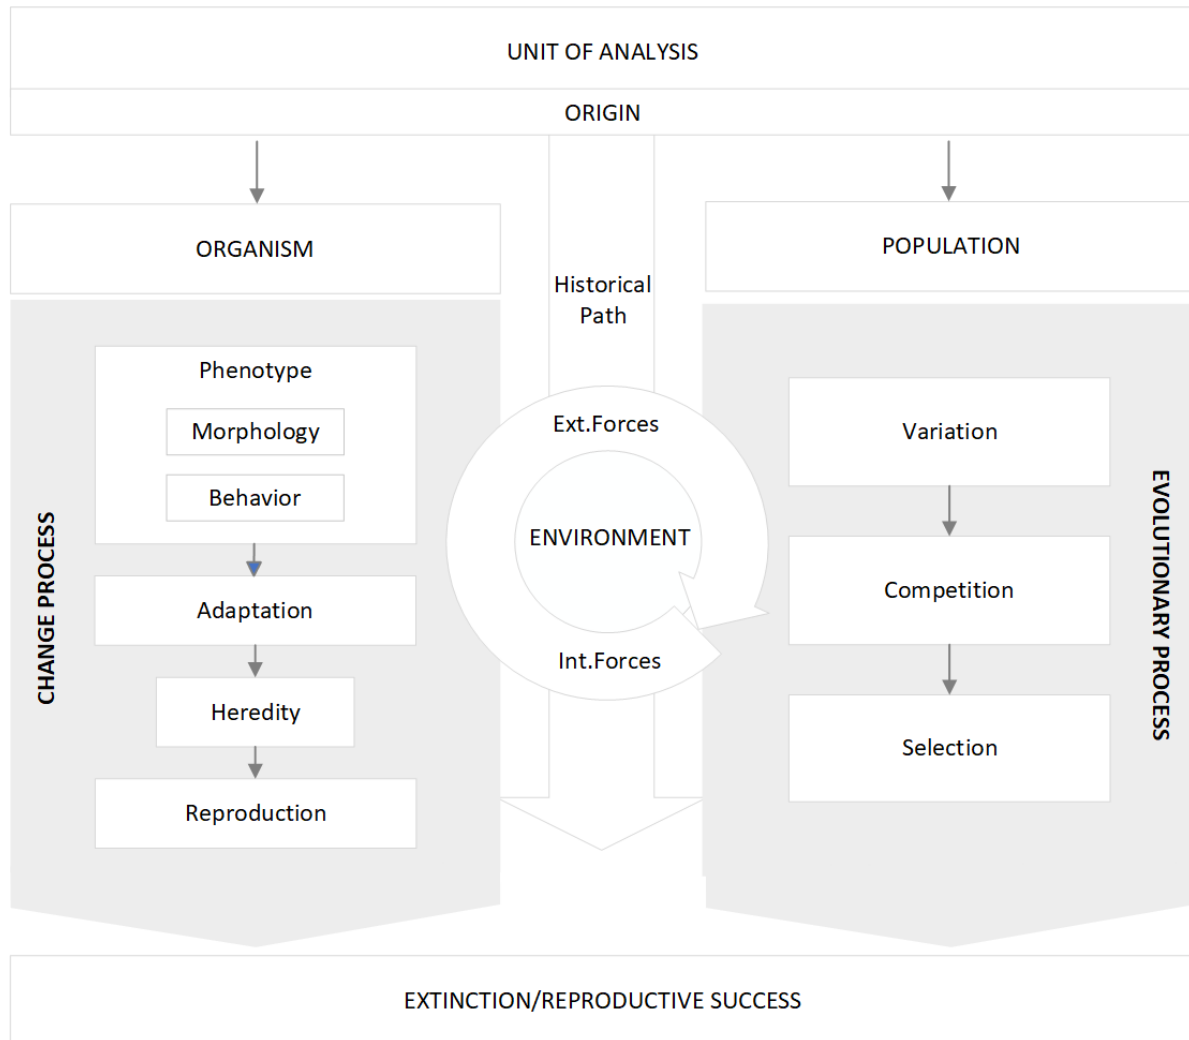 UNIT OF ANALYSIS
ORIGIN
ORGANISM
POPULATION
Historical
Path
Phenotype
Morphology
Behavior
Adaptation
Heredity
Reproduction
CHANGE PROCESS
Ext.Forces
ENVIRONMENT
Int.Forces
Variation
Competition
Selection
EVOLUTIONARY PROCESS
EXTINCTION/REPRODUCTIVE SUCCESS